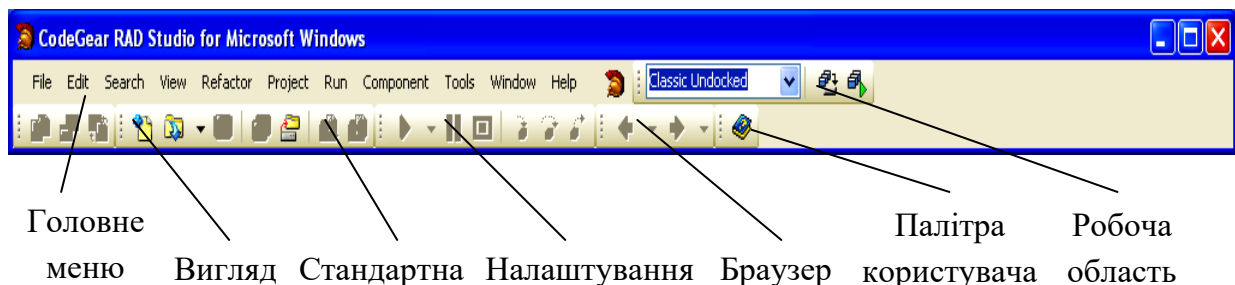 CodeGear RAD Studio for Microsoft Windows
File Edit Search View Refactor Project Run Component Tools Window Help Classic Undocked
Головне Палітра Робоча
меню Вигляд Стандартна Налаштування Браузер користувача область